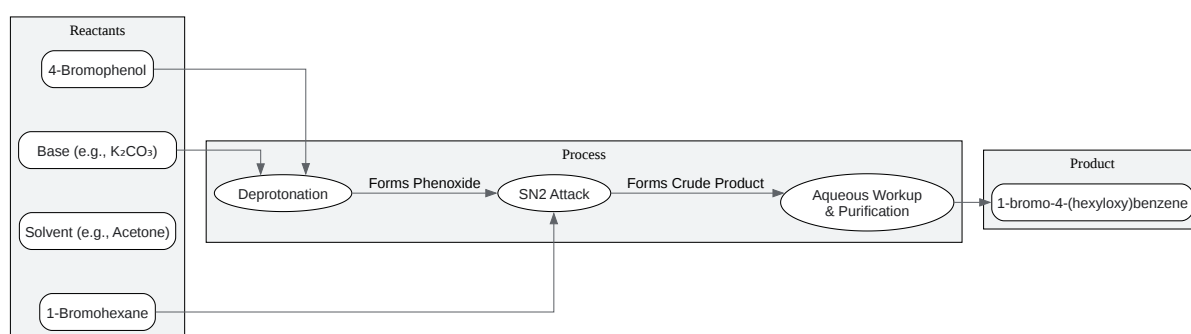 Reactants
4-Bromophenol
Base (e.g., K₂CO₃)
Solvent (e.g., Acetone)
1-Bromohexane
Process
Deprotonation
Forms Phenoxide
SN2 Attack
Forms Crude Product
Aqueous Workup
& Purification
Product
1-bromo-4-(hexyloxy)benzene